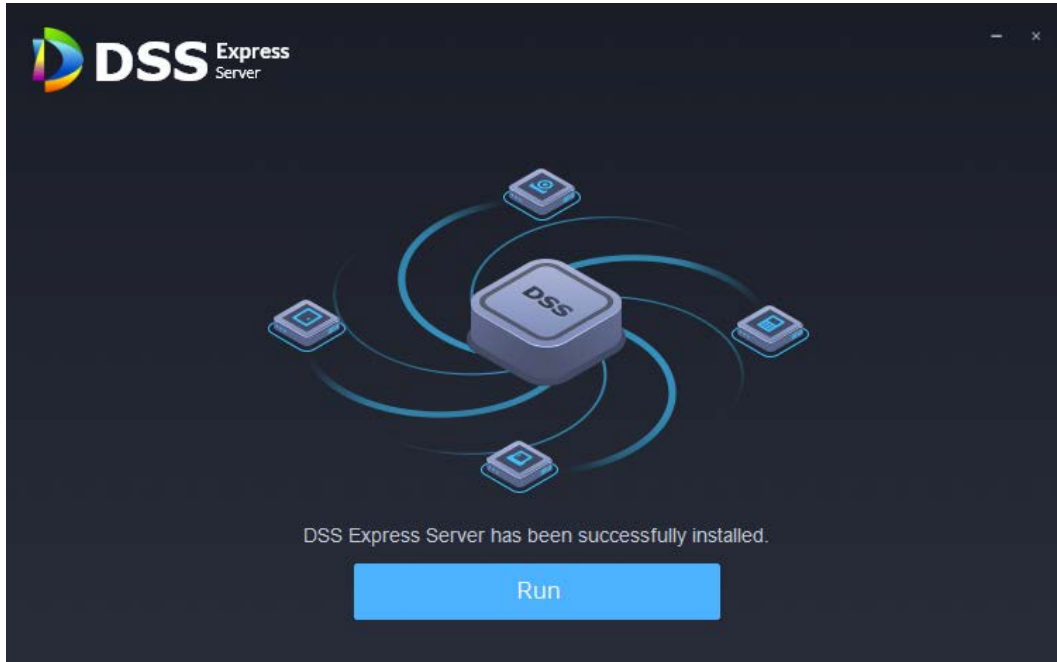 DSS Express
Server
DSS
DSS Express Server has been successfully installed.
Run